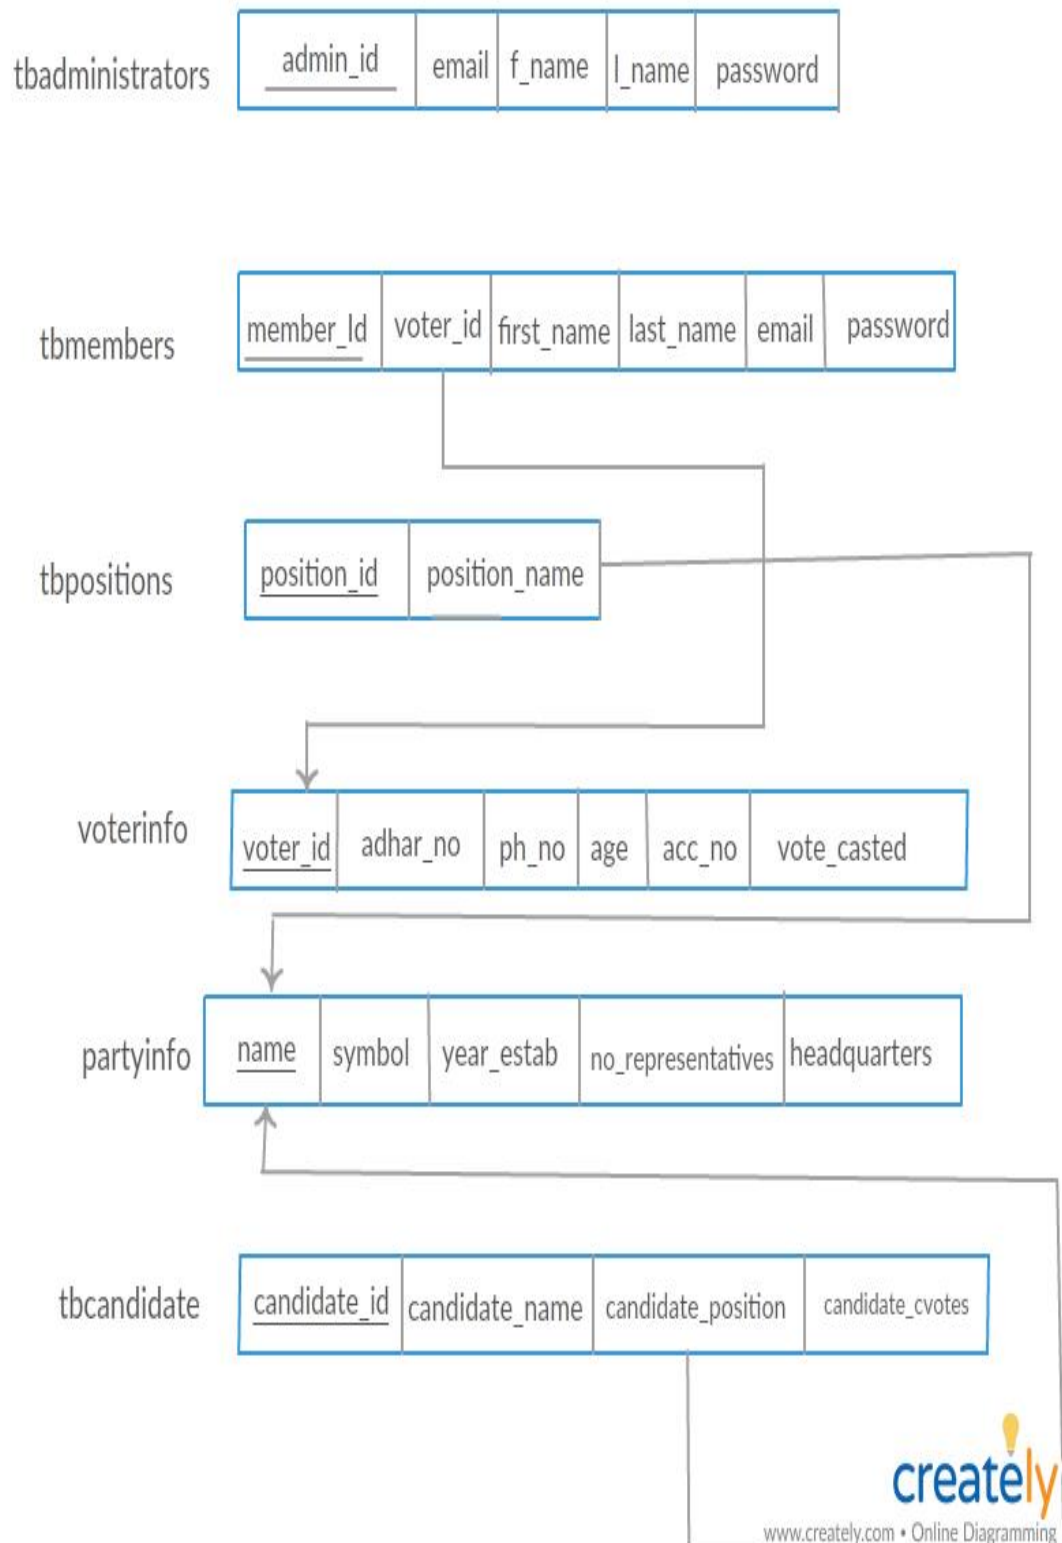 tbadministrators admin_id email f_name l_name password
tbmembers member_Id voter_id first_name last_name email password
tbpositions position_id position_name
voterinfo voter_id adhar_no ph_no age acc_no vote_casted
partyinfo name symbol year_estab no_representatives headquarters
tbcandidate candidate_id candidate_name candidate_position candidate_cvotes
creately
www.creately.com • Online Diagramming